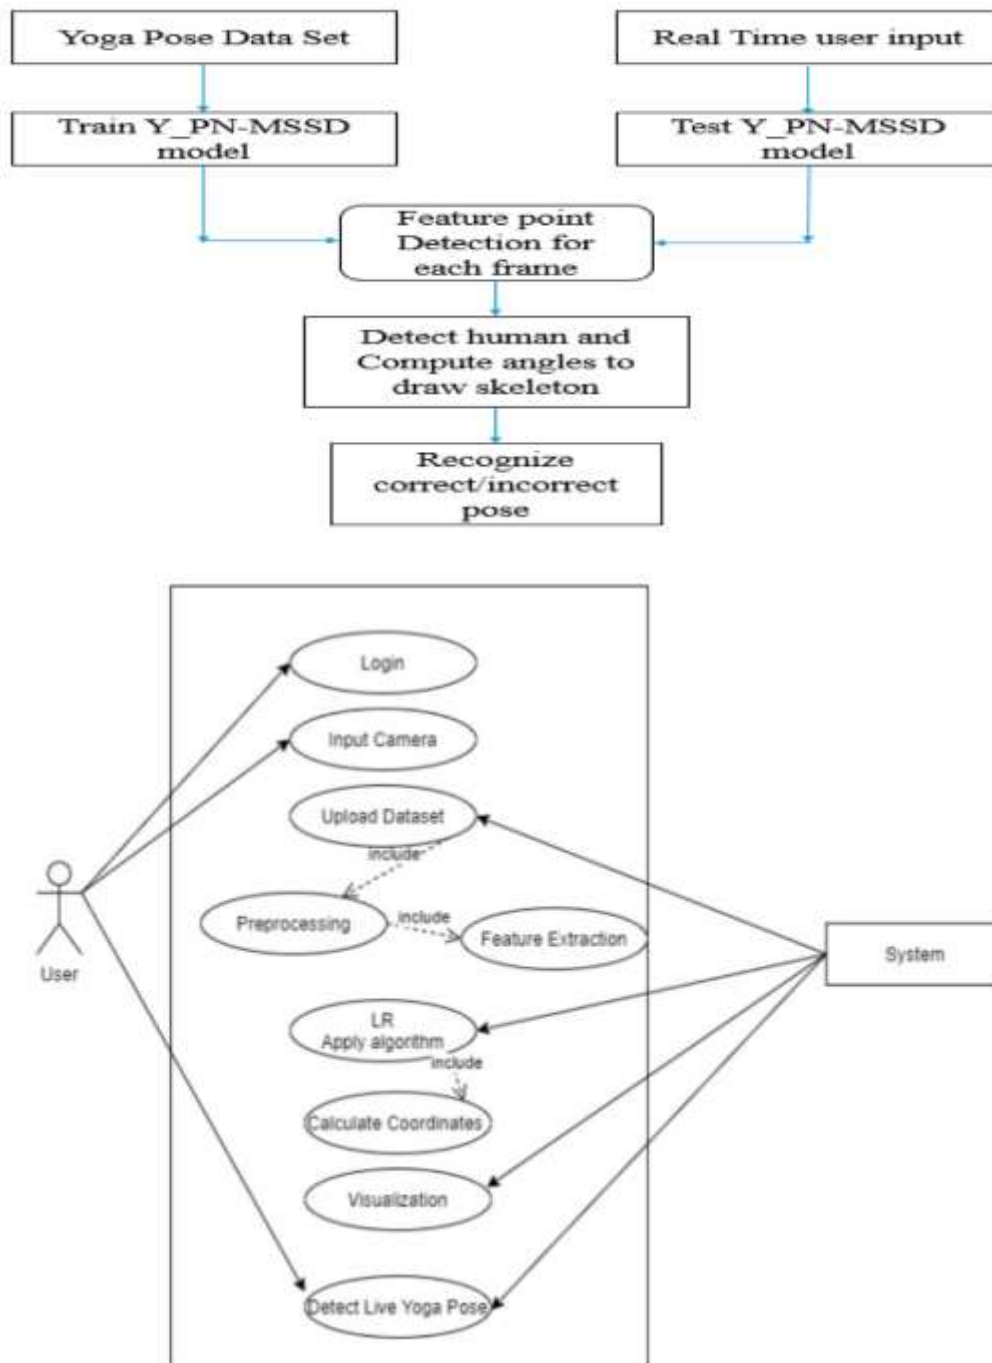 Yoga Pose Data Set
Real Time user input
Train Y_PN-MSSD
model
Test Y_PN-MSSD
model
Feature point
Detection for
each frame
Detect human and
Compute angles to
draw skeleton
Recognize
correct/incorrect
pose
Login
Input Camera
Upload Dataset
include
Preprocessing
include
Feature Extraction
User
System
LR
Apply algorithm
include
Calculate Coordinates
Visualization
Detect Live Yoga Pose